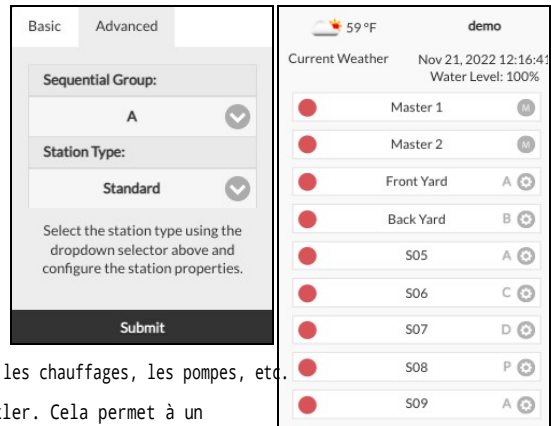 Basic Advanced
Sequential Group:
A
Station Type:
Standard
Select the station type using the
dropdown selector above and
configure the station properties.
Submit
59 °F demo
Current Weather Nov 21, 2022 12:16:41
Water Level: 100%
Master 1 M
Master 2 M
Front Yard A
Back Yard B
S05 A
S06 C
S07 D
S08 P
S09 A
les chauffages, les pompes, etc.
Cela permet à un